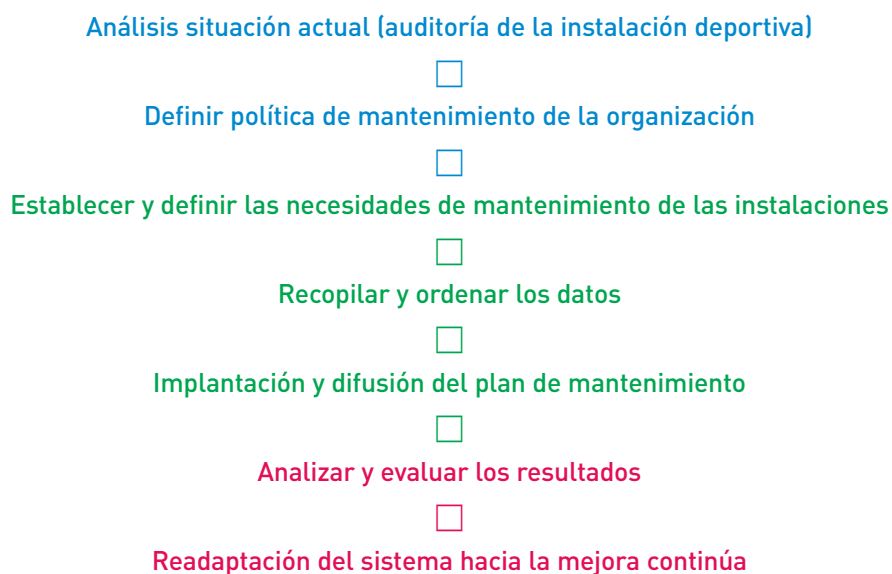 Análisis situación actual (auditoría de la instalación deportiva)
Definir política de mantenimiento de la organización
Establecer y definir las necesidades de mantenimiento de las instalaciones
Recopilar y ordenar los datos
Implantación y difusión del plan de mantenimiento
Analizar y evaluar los resultados
Readaptación del sistema hacia la mejora continúa